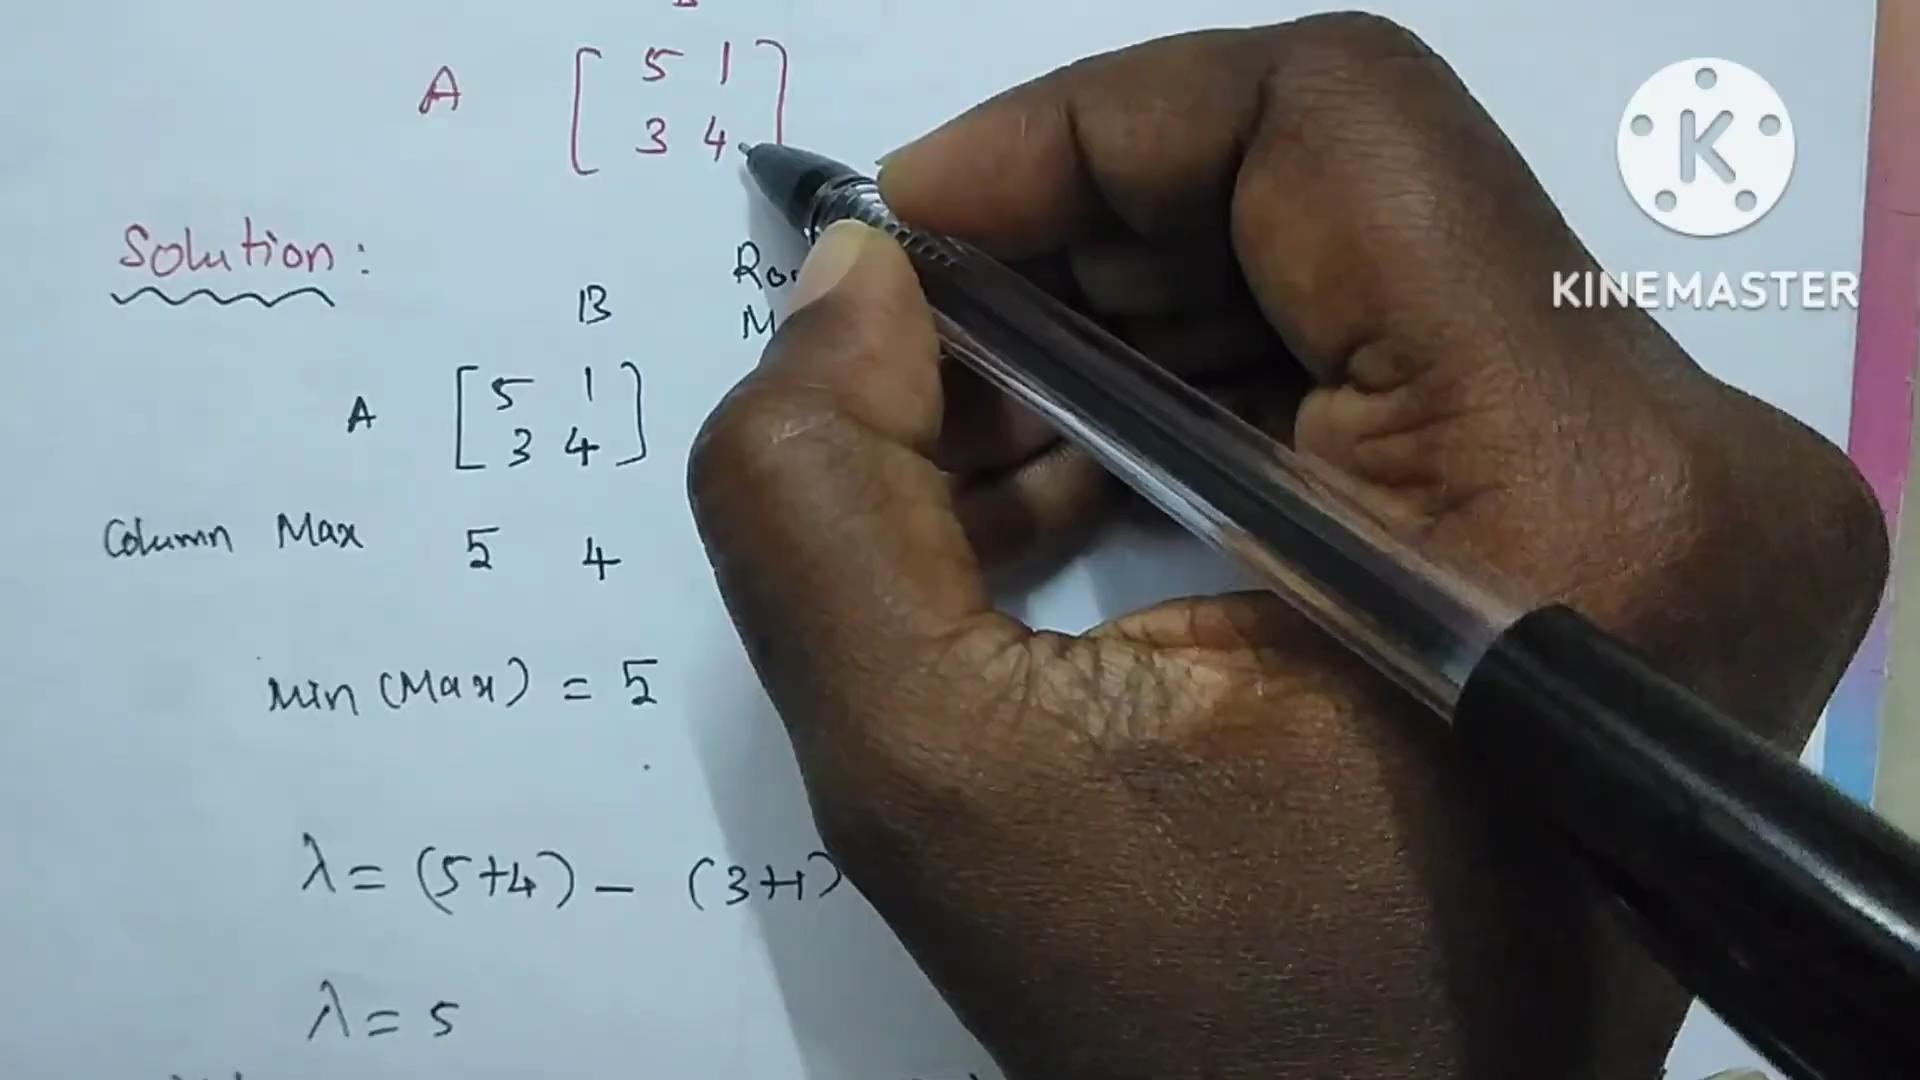 A [ 5 1
3 4 ]
Solution :
B
A [ 5 1
3 4 ]
Column Max 5 4
Min (Max) = 5
λ = (5+4) - (3+1)
λ = 5
K
KINEMASTER